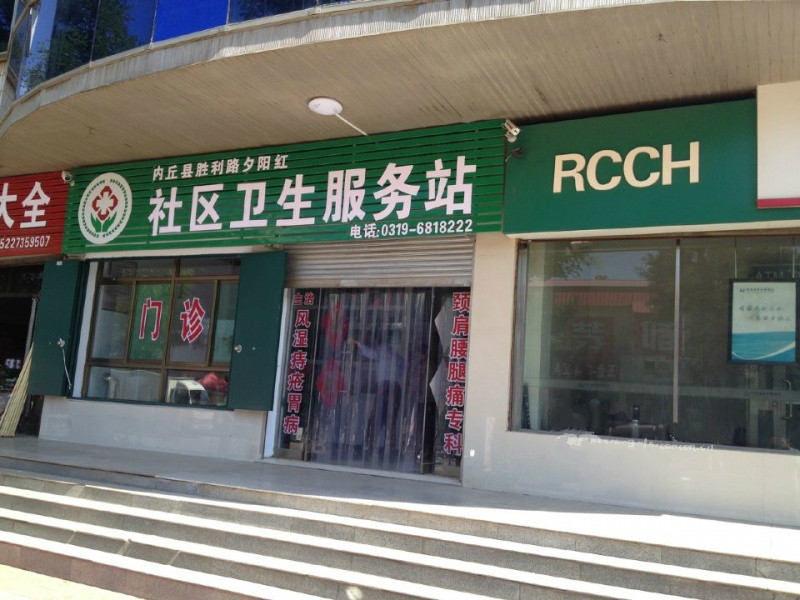 大全
5227359507
内丘县胜利路夕阳红
社区卫生服务站
电话:0319-6818222
RCCH
门诊
主治
风湿痔疮胃病
颈肩腰腿痛专科